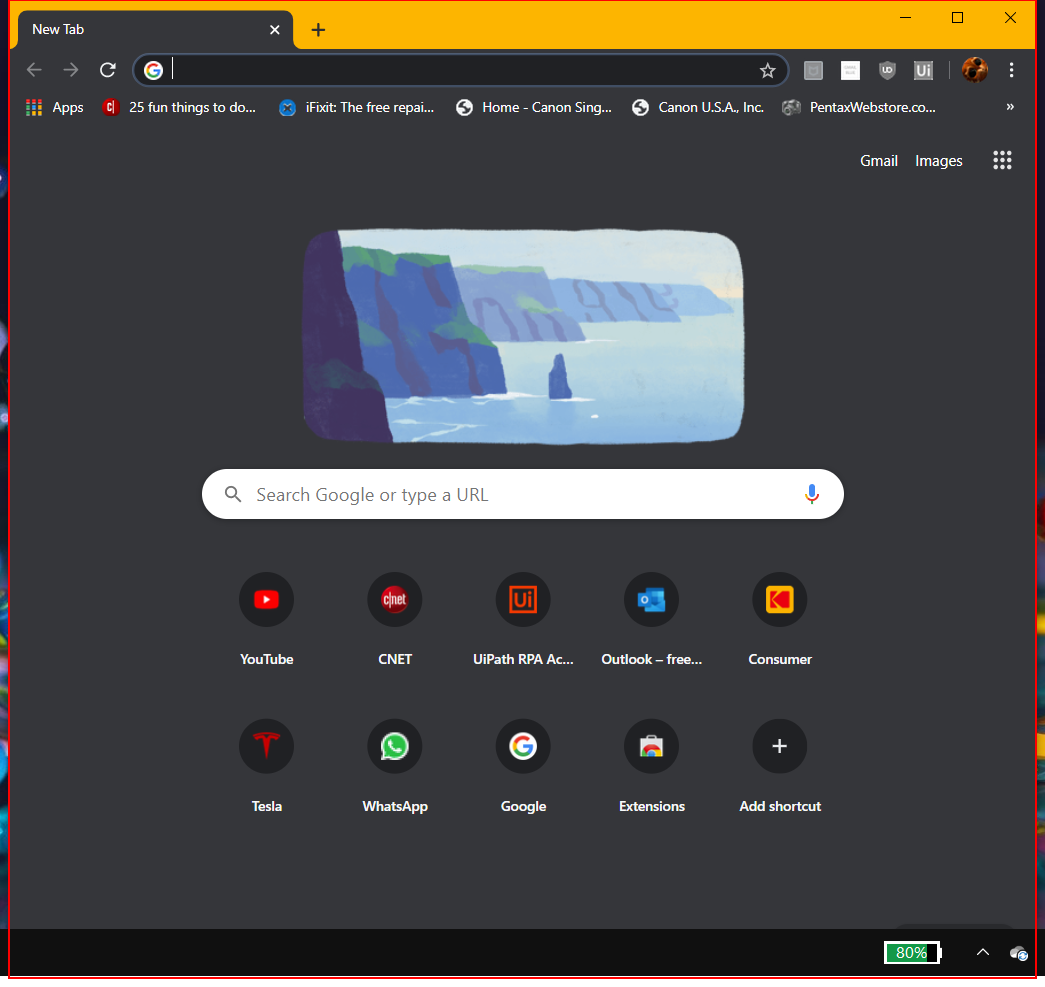 New Tab
Apps 25 fun things to do... iFixit: The free repai... Home - Canon Sing... Canon U.S.A., Inc. PentaxWebstore.co... »
Gmail Images
Search Google or type a URL
YouTube CNET UiPath RPA Ac... Outlook – free... Consumer
Tesla WhatsApp Google Extensions Add shortcut
80%